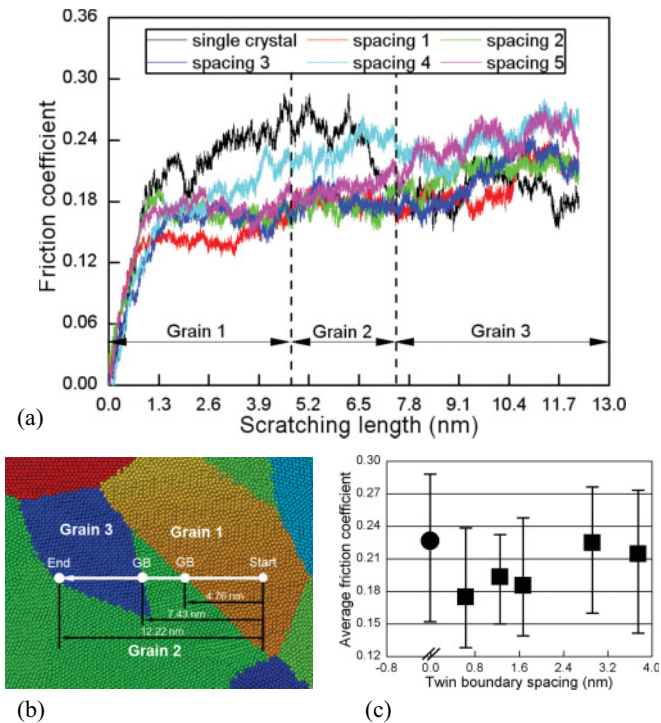 0.36
0.30
0.24
0.18
0.12
0.06
0.00
Friction coefficient
single crystal spacing 1 spacing 2
spacing 3 spacing 4 spacing 5
Grain 1 Grain 2 Grain 3
0.0 1.3 2.6 3.9 5.2 6.5 7.8 9.1 10.4 11.7 13.0
Scratching length (nm)
(a)
Grain 3 Grain 1
End GB GB Start
4.76 nm
7.43 nm
12.22 nm
Grain 2
(b)
0.30
0.27
0.24
0.21
0.18
0.15
0.12
Average friction coefficient
-0.8 0.0 0.8 1.6 2.4 3.2 4.0
Twin boundary spacing (nm)
(c)